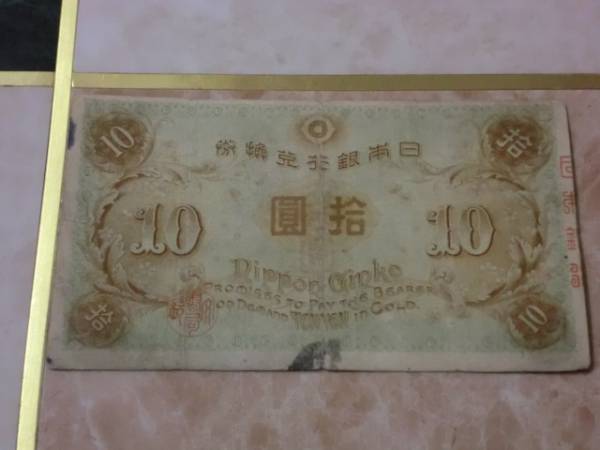 10 拾
日本銀行兌換券
10 拾圓 10
Nippon Ginko
PROMISES TO PAY THE BEARER
ON DEMAND TEN YEN IN GOLD.
拾 10